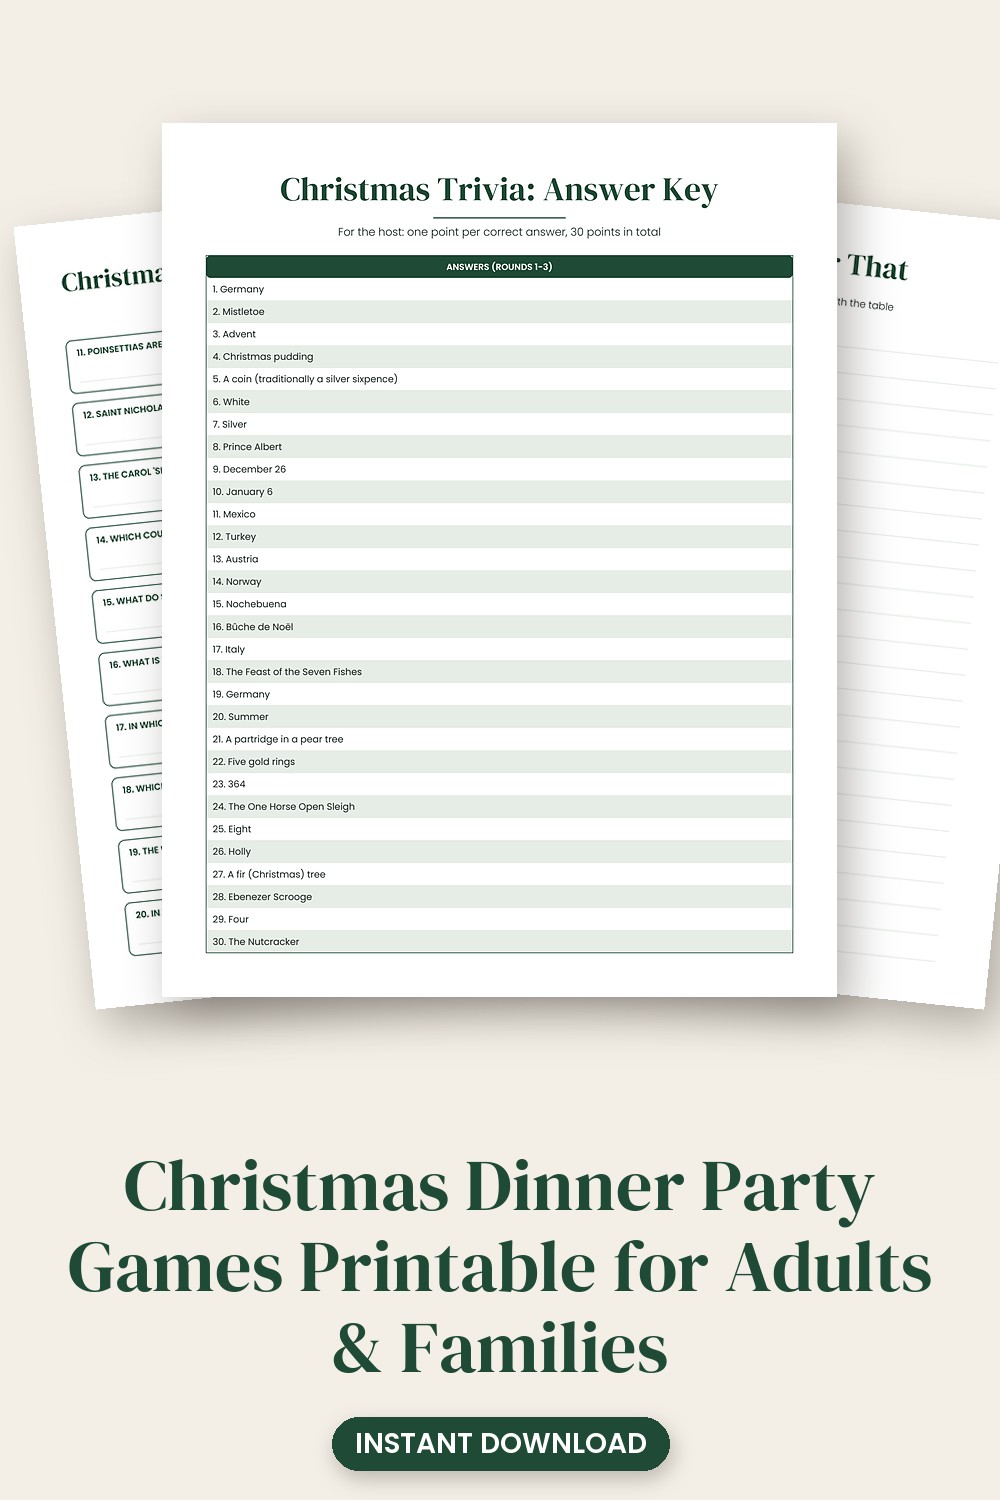 Christmas Trivia: Answer Key
For the host: one point per correct answer, 30 points in total
ANSWERS (ROUNDS 1-3)
1. Germany
2. Mistletoe
3. Advent
4. Christmas pudding
5. A coin (traditionally a silver sixpence)
6. White
7. Silver
8. Prince Albert
9. December 26
10. January 6
11. Mexico
12. Turkey
13. Austria
14. Norway
15. Nochebuena
16. Bûche de Noël
17. Italy
18. The Feast of the Seven Fishes
19. Germany
20. Summer
21. A partridge in a pear tree
22. Five gold rings
23. 364
24. The One Horse Open Sleigh
25. Eight
26. Holly
27. A fir (Christmas) tree
28. Ebenezer Scrooge
29. Four
30. The Nutcracker
11. POINSETTIAS ARE
12. SAINT
13. THE CAROL
14. WHICH
15. WHAT DO
16. WHAT IS
17. IN
18.
19. THE
20. IN
That
the table
Christmas Dinner Party
Games Printable for Adults
& Families
INSTANT DOWNLOAD